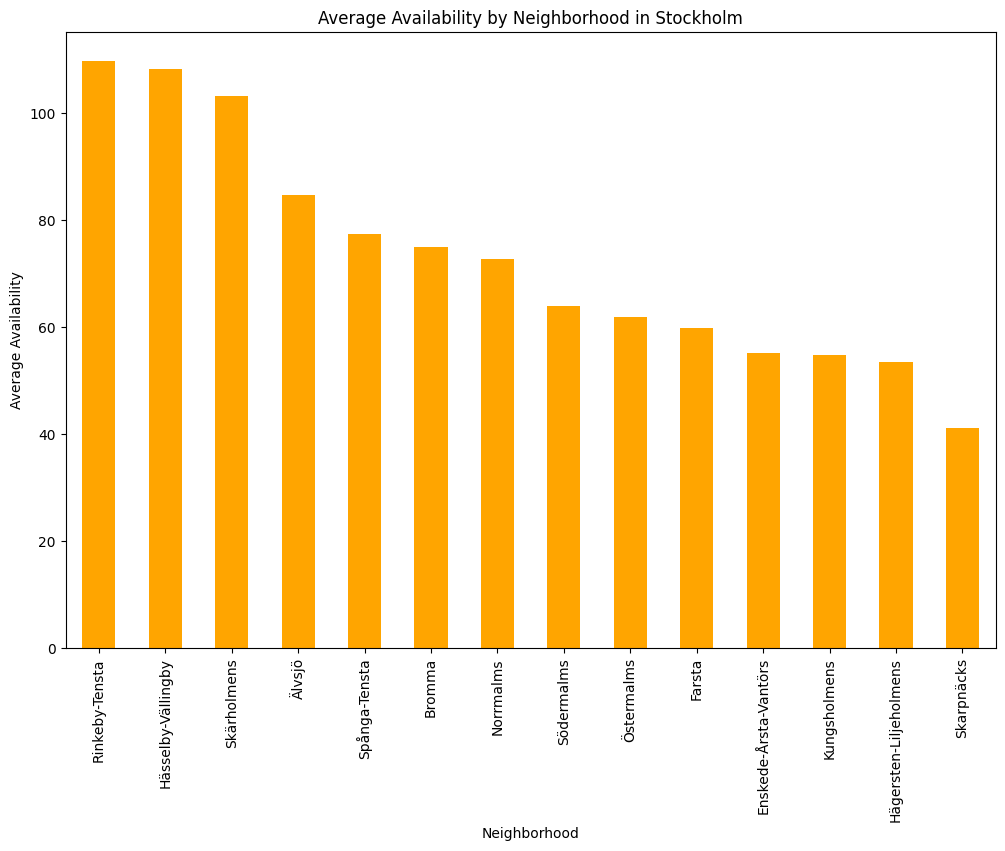 Average Availability by Neighborhood in Stockholm
Average Availability
100
80
60
40
20
0
Rinkeby-Tensta
Hässelby-Vällingby
Skärholmens
Älvsjö
Spånga-Tensta
Bromma
Norrmalms
Södermalms
Östermalms
Farsta
Enskede-Årsta-Vantörs
Kungsholmens
Hägersten-Liljeholmens
Skarpnäcks
Neighborhood